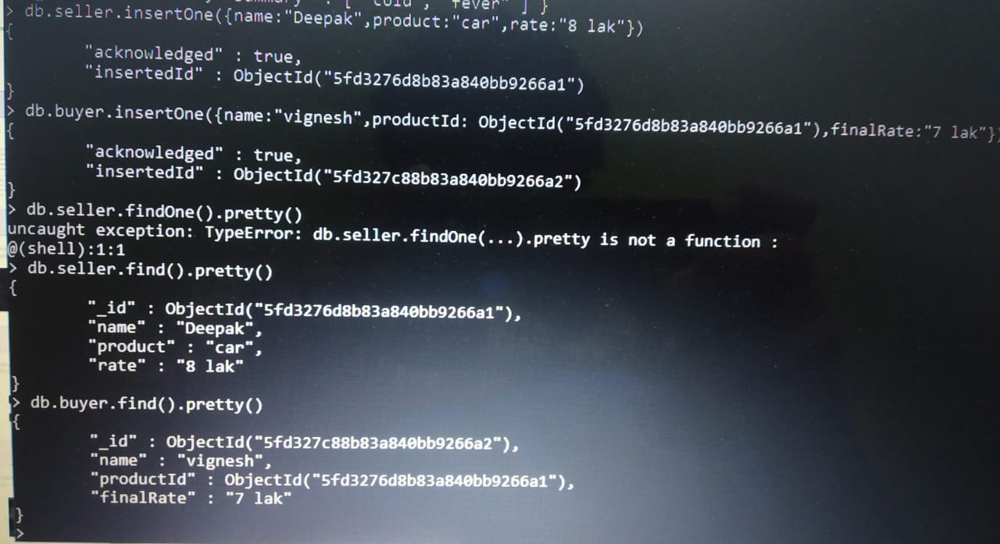 [ "cold", "fever" ] }
> db.seller.insertOne({name:"Deepak",product:"car",rate:"8 lak"})
{
"acknowledged" : true,
"insertedId" : ObjectId("5fd3276d8b83a840bb9266a1")
}
> db.buyer.insertOne({name:"vignesh",productId: ObjectId("5fd3276d8b83a840bb9266a1"),finalRate:"7 lak"})
{
"acknowledged" : true,
"insertedId" : ObjectId("5fd327c88b83a840bb9266a2")
}
> db.seller.findOne().pretty()
uncaught exception: TypeError: db.seller.findOne(...).pretty is not a function :
@(shell):1:1
> db.seller.find().pretty()
{
"_id" : ObjectId("5fd3276d8b83a840bb9266a1"),
"name" : "Deepak",
"product" : "car",
"rate" : "8 lak"
}
> db.buyer.find().pretty()
{
"_id" : ObjectId("5fd327c88b83a840bb9266a2"),
"name" : "vignesh",
"productId" : ObjectId("5fd3276d8b83a840bb9266a1"),
"finalRate" : "7 lak"
}
>